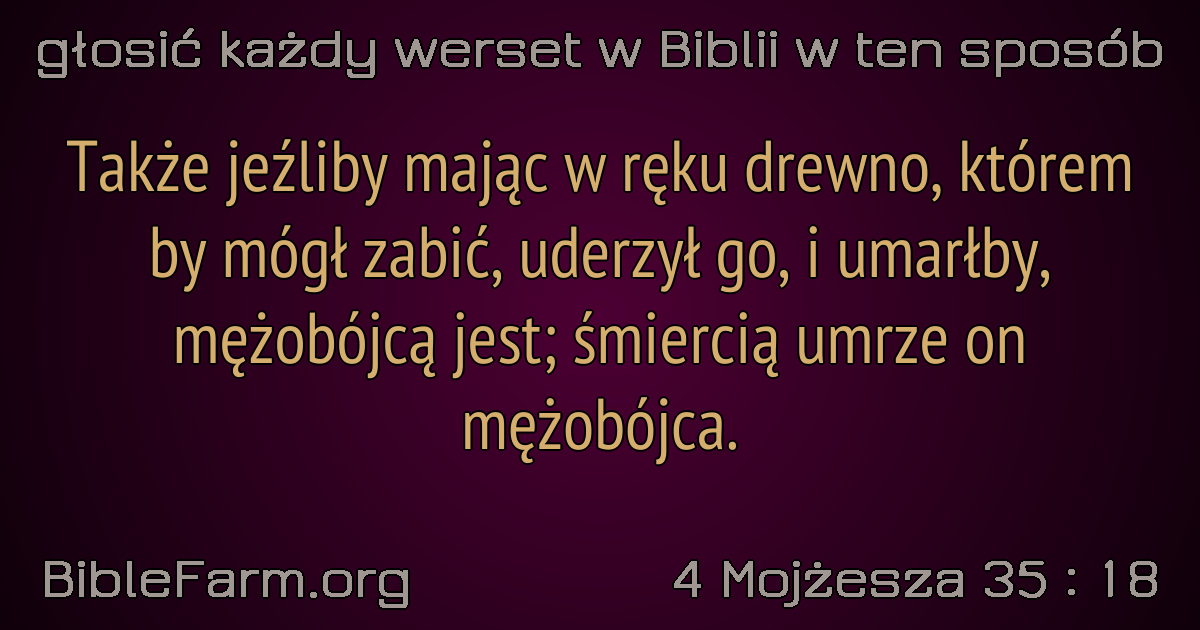 głosić każdy werset w Biblii w ten sposób
Także jeźliby mając w ręku drewno, którem
by mógł zabić, uderzył go, i umarłby,
mężobójcą jest; śmiercią umrze on
mężobójca.
BibleFarm.org
4 Mojżesza 35 : 18